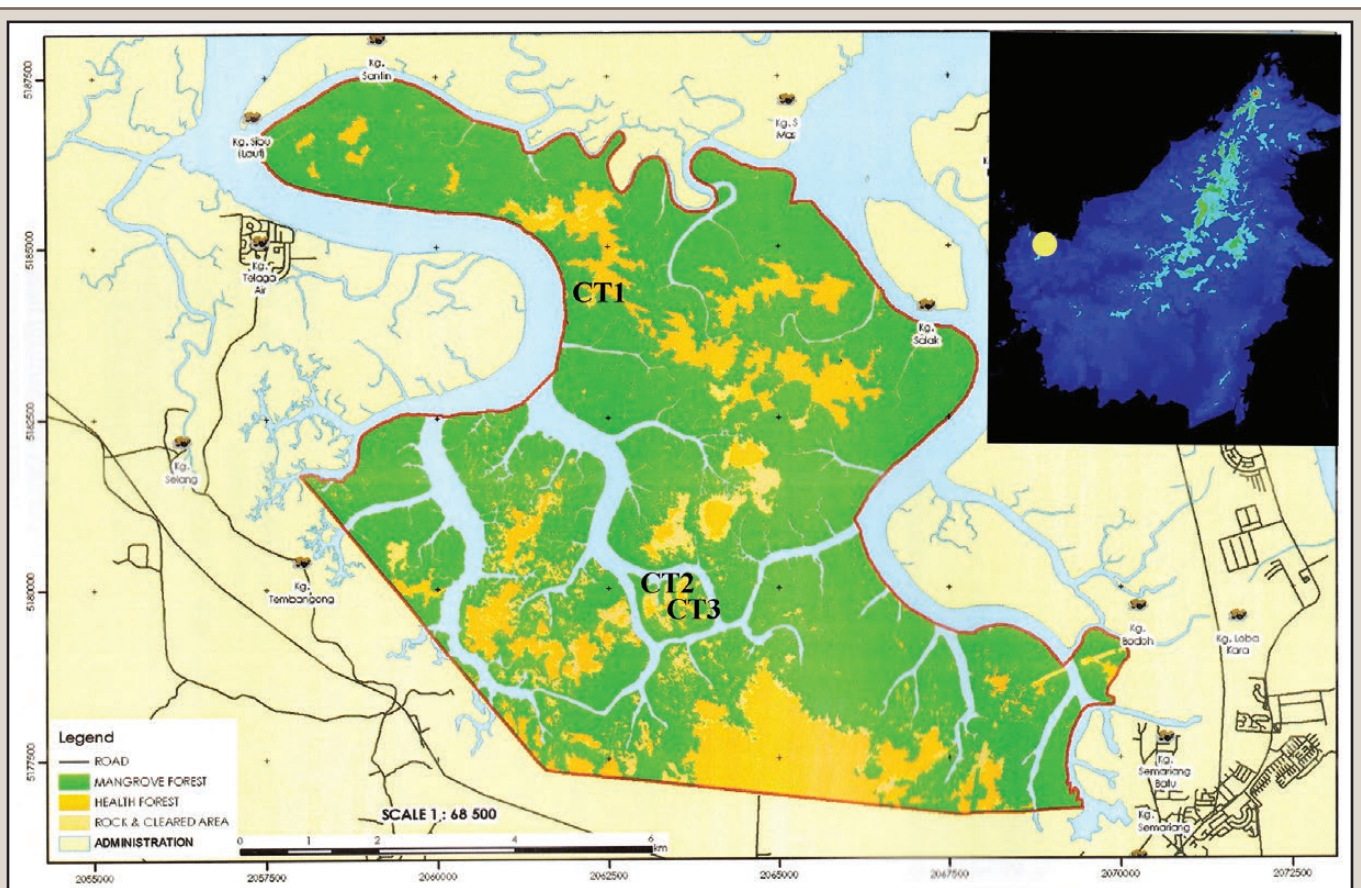 Kg.
Santin
Kg. Sibu
(Laut)
Kg. S
Mas
Kg.
Telaga
Air
CT1
Kg.
Salak
Kg.
Selang
Kg.
Tembangong
CT2
CT3
Kg.
Bodoh
Kg. Loba
Kara
Kg.
Semariang
Batu
Kg.
Semariang
Legend
ROAD
MANGROVE FOREST
HEALTH FOREST
ROCK & CLEARED AREA
ADMINISTRATION
SCALE 1 : 68 500
0 1 2 4 6
km
5187500
5185000
5182500
5180000
5177500
2055000 2057500 2060000 2062500 2065000 2067500 2070000 2072500